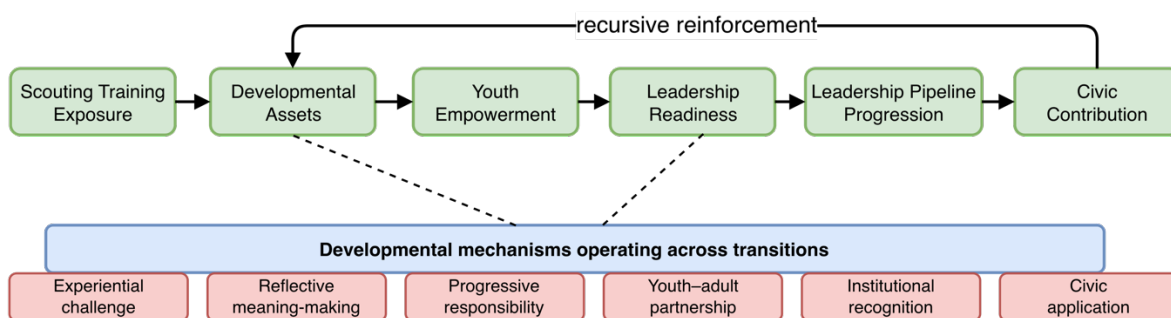 recursive reinforcement
Scouting Training
Exposure
Developmental
Assets
Youth
Empowerment
Leadership
Readiness
Leadership Pipeline
Progression
Civic
Contribution
Developmental mechanisms operating across transitions
Experiential
challenge
Reflective
meaning-making
Progressive
responsibility
Youth–adult
partnership
Institutional
recognition
Civic
application